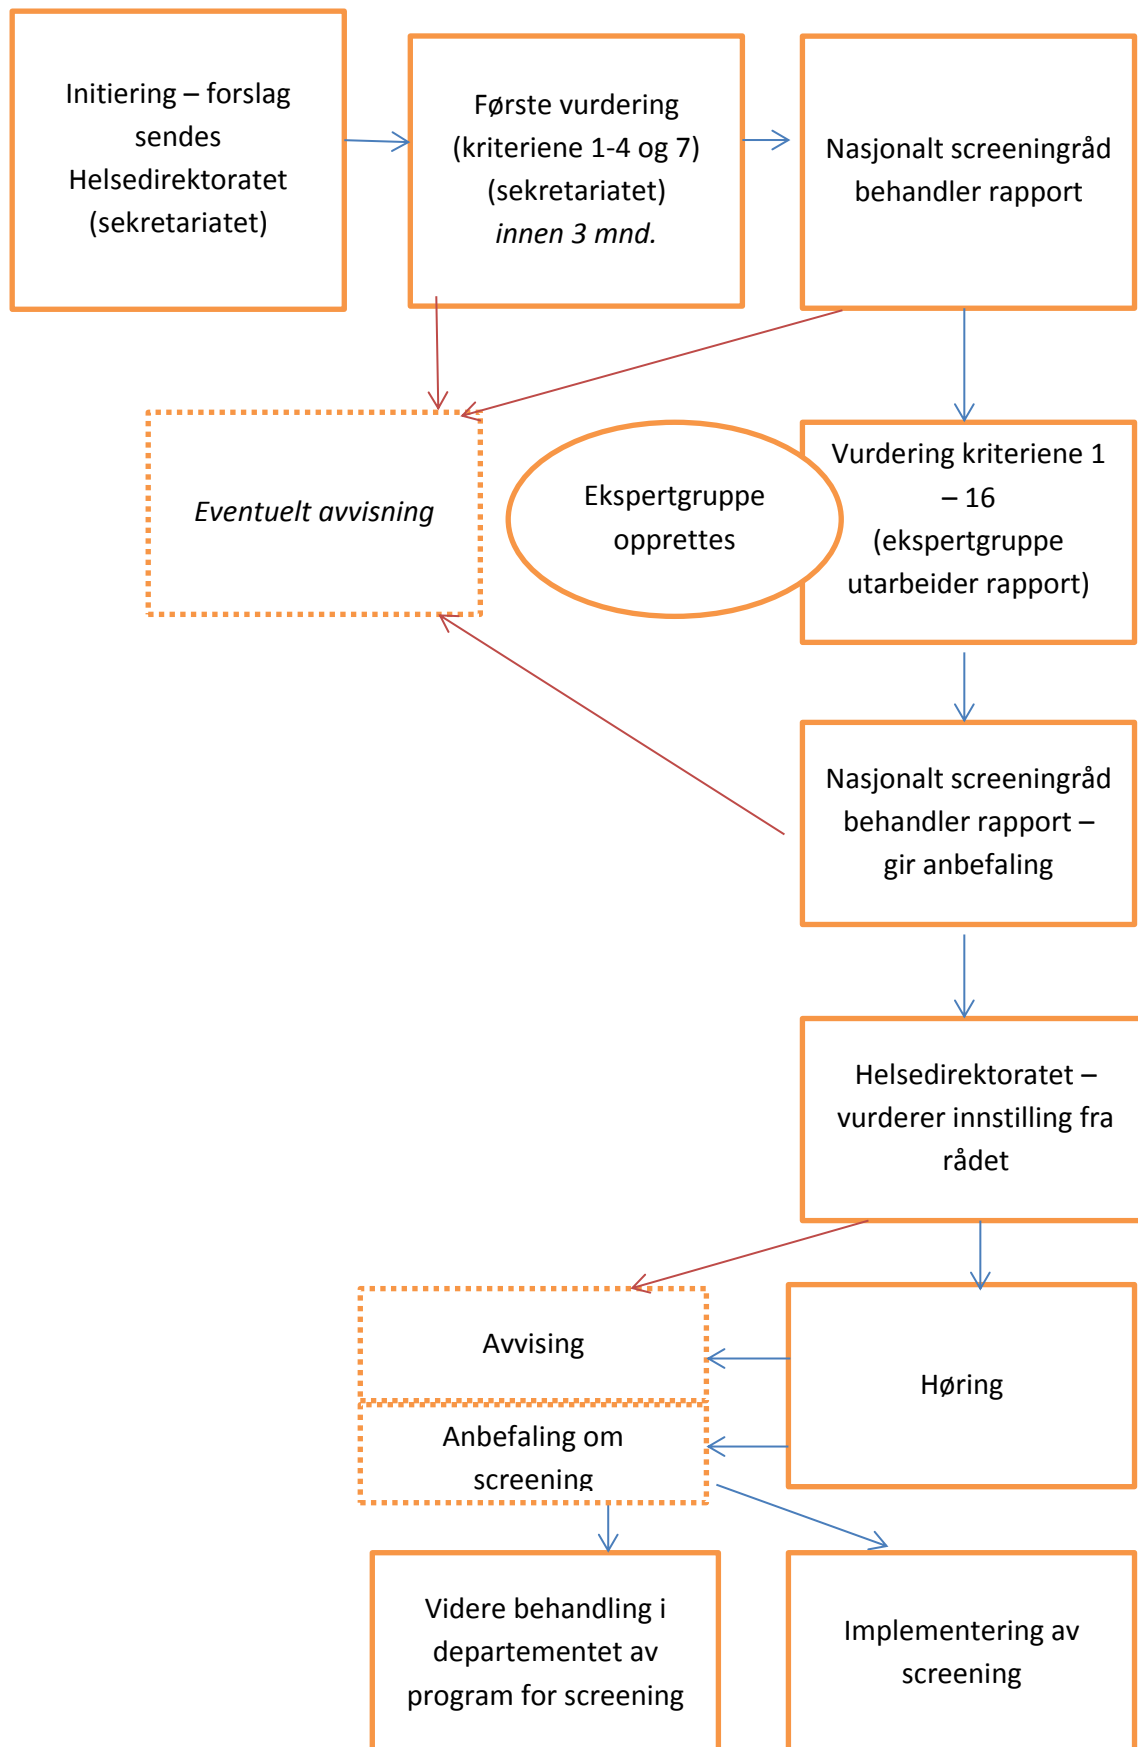 Initiering – forslag
sendes
Helsedirektoratet
(sekretariatet)
Første vurdering
(kriteriene 1-4 og 7)
(sekretariatet)
innen 3 mnd.
Nasjonalt screeningråd
behandler rapport
Eventuelt avvisning
Ekspertgruppe
opprettes
Vurdering kriteriene 1
– 16
(ekspertgruppe
utarbeider rapport)
Nasjonalt screeningråd
behandler rapport –
gir anbefaling
Helsedirektoratet –
vurderer innstilling fra
rådet
Avvising
Høring
Anbefaling om
screening
Videre behandling i
departementet av
program for screening
Implementering av
screening